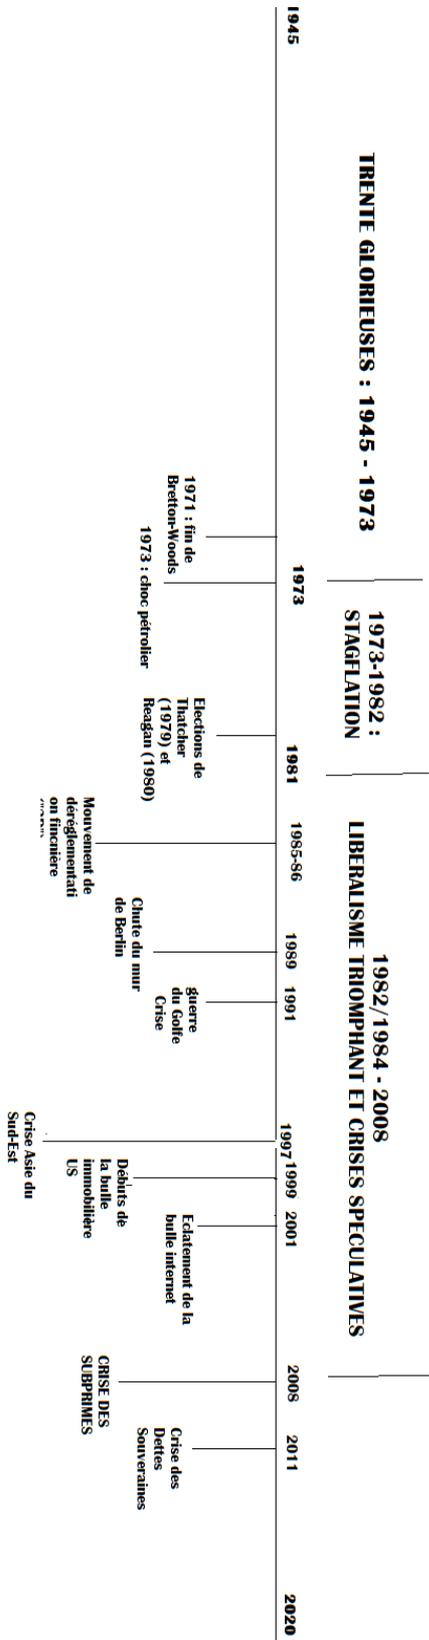 TRENTE GLORIEUSES : 1945 - 1973
1973-1982 :
STAGFLATION
1982/1984 - 2008
LIBERALISME TRIOMPHANT ET CRISES SPECULATIVES
1945
1973
1981
1985-86
1989
1991
1997
1999
2001
2008
2011
2020
1971 : fin de
Bretton-Woods
1973 : choc pétrolier
Elections de
Thatcher
(1979) et
Reagan (1980)
Mouvement de
déréglementati
on fincnière
Chute du mur
de Berlin
guerre
du Golfe
Crise
Crise Asie du
Sud-Est
Débuts de
la bulle
immobilière
US
Eclatement de la
bulle internet
CRISE DES
SUBPRIMES
Crise des
Dettes
Souveraines